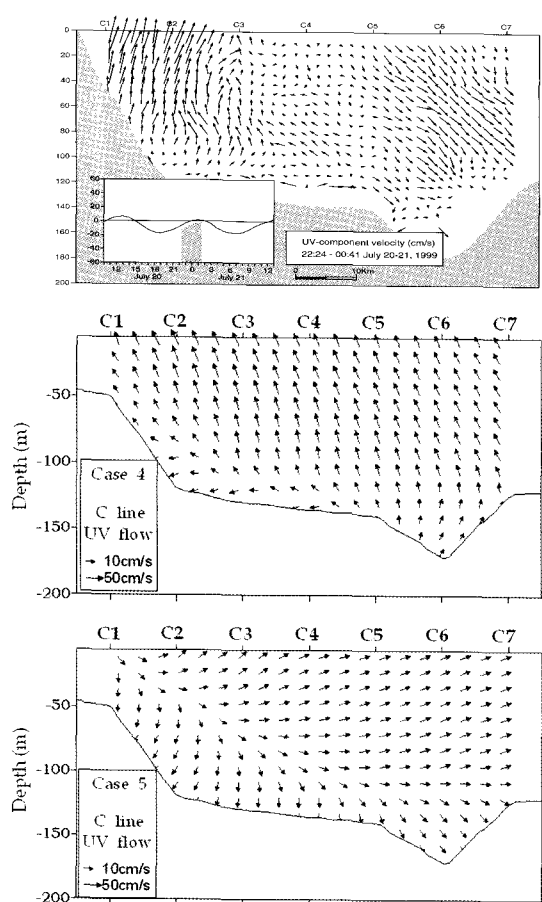 C1 C2 C3 C4 C5 C6 C7
0
20
40
60
80
100
120
140
160
180
200
60
40
20
0
-20
-40
-60
12 18 0 6 12
July 20 July 21
UV-component velocity (cm/s)
22:24 - 00:41 July 20-21, 1999
0 10Km
C1 C2 C3 C4 C5 C6 C7
-50
-100
-150
-200
Depth (m)
Case 4
C line
UV flow
10cm/s
50cm/s
C1 C2 C3 C4 C5 C6 C7
-50
-100
-150
-200
Depth (m)
Case 5
C line
UV flow
10cm/s
50cm/s